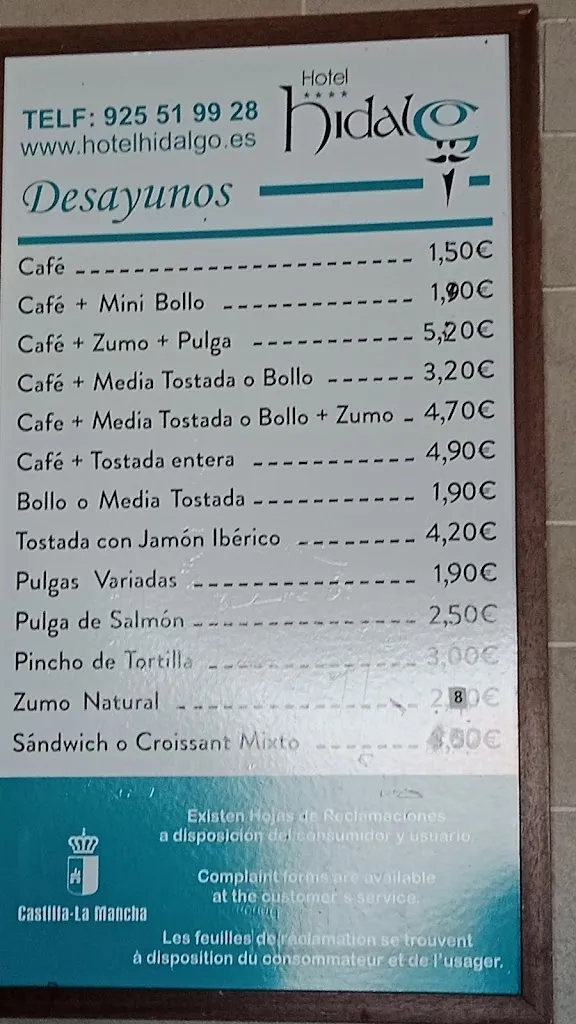 Hotel
hidalgo
TELF: 925 51 99 28
www.hotelhidalgo.es
Desayunos
Café 1,50€
Café + Mini Bollo 1,90€
Café + Zumo + Pulga 5,20€
Café + Media Tostada o Bollo 3,20€
Cafe + Media Tostada o Bollo + Zumo 4,70€
Café + Tostada entera 4,90€
Bollo o Media Tostada 1,90€
Tostada con Jamón Ibérico 4,20€
Pulgas Variadas 1,90€
Pulga de Salmón 2,50€
Pincho de Tortilla 3,00€
Zumo Natural 2,80€
Sándwich o Croissant Mixto
Existen Hojas de Reclamaciones
a disposición del consumidor y usuario.
Complaint forms are available
at the customer's service.
Les feuilles de réclamation se trouvent
à disposition du consommateur et de l'usager.
Castilla-La Mancha